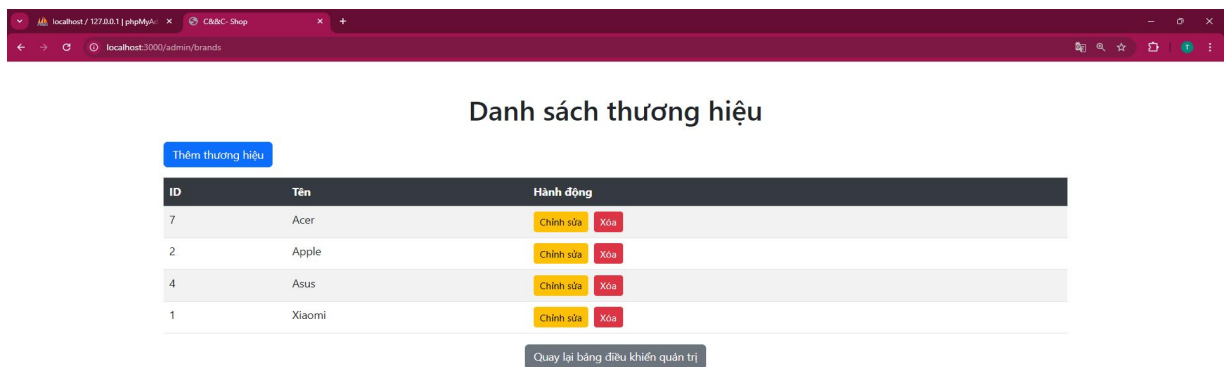 localhost / 127.0.0.1 | phpMyAd
C&&C- Shop
localhost:3000/admin/brands
T
Danh sách thương hiệu
Thêm thương hiệu
ID Tên Hành động
7 Acer Chỉnh sửa Xóa
2 Apple Chỉnh sửa Xóa
4 Asus Chỉnh sửa Xóa
1 Xiaomi Chỉnh sửa Xóa
Quay lại bảng điều khiển quản trị